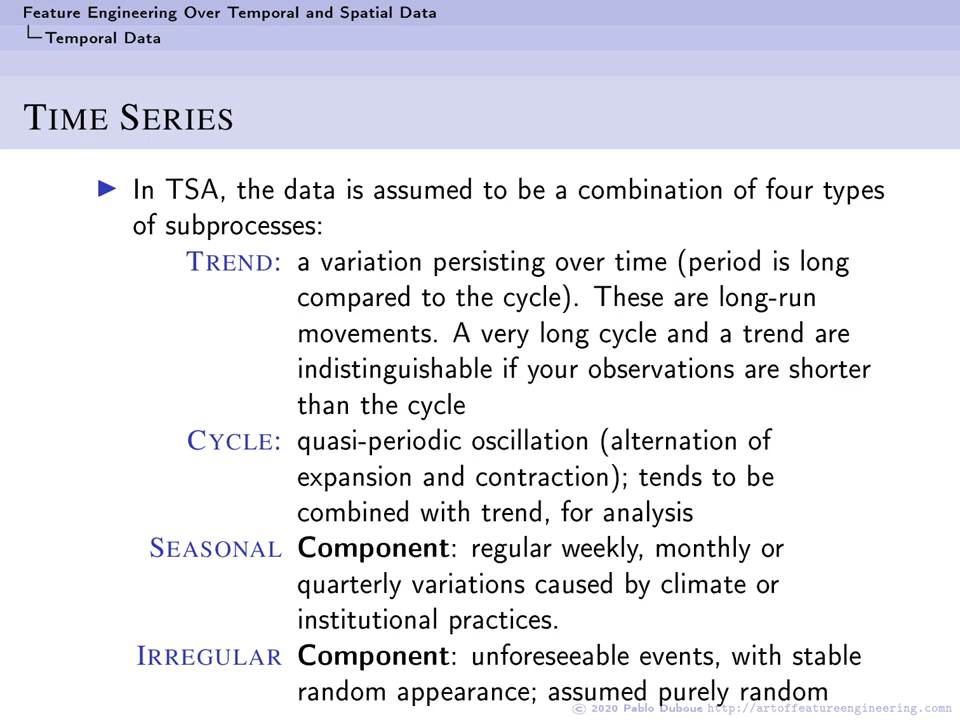 Feature Engineering Over Temporal and Spatial Data
Temporal Data
TIME SERIES
In TSA, the data is assumed to be a combination of four types
of subprocesses:
TREND: a variation persisting over time (period is long
compared to the cycle). These are long-run
movements. A very long cycle and a trend are
indistinguishable if your observations are shorter
than the cycle
CYCLE: quasi-periodic oscillation (alternation of
expansion and contraction); tends to be
combined with trend, for analysis
SEASONAL Component: regular weekly, monthly or
quarterly variations caused by climate or
institutional practices.
IRREGULAR Component: unforeseeable events, with stable
random appearance; assumed purely random
© 2020 Pablo Duboue http://artoffeatureengineering.comn